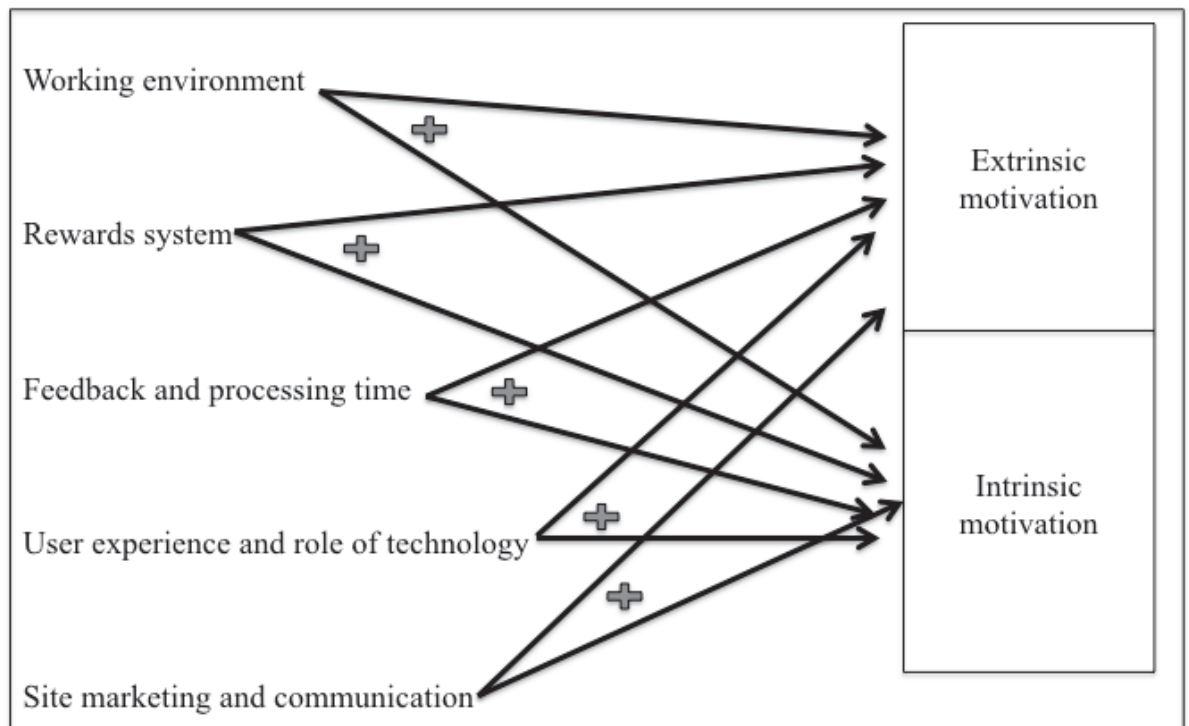 Working environment
Extrinsic
motivation
Rewards system
Feedback and processing time
Intrinsic
motivation
User experience and role of technology
Site marketing and communication